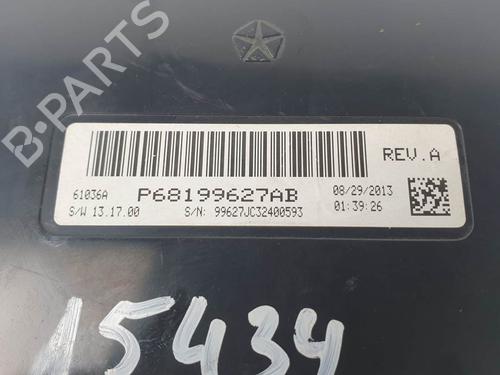 B-PARTS
REV.A
61036A P68199627AB 08/29/2013
S/W 13.17.00 S/N: 99627JC32400593 01:39:26
15434